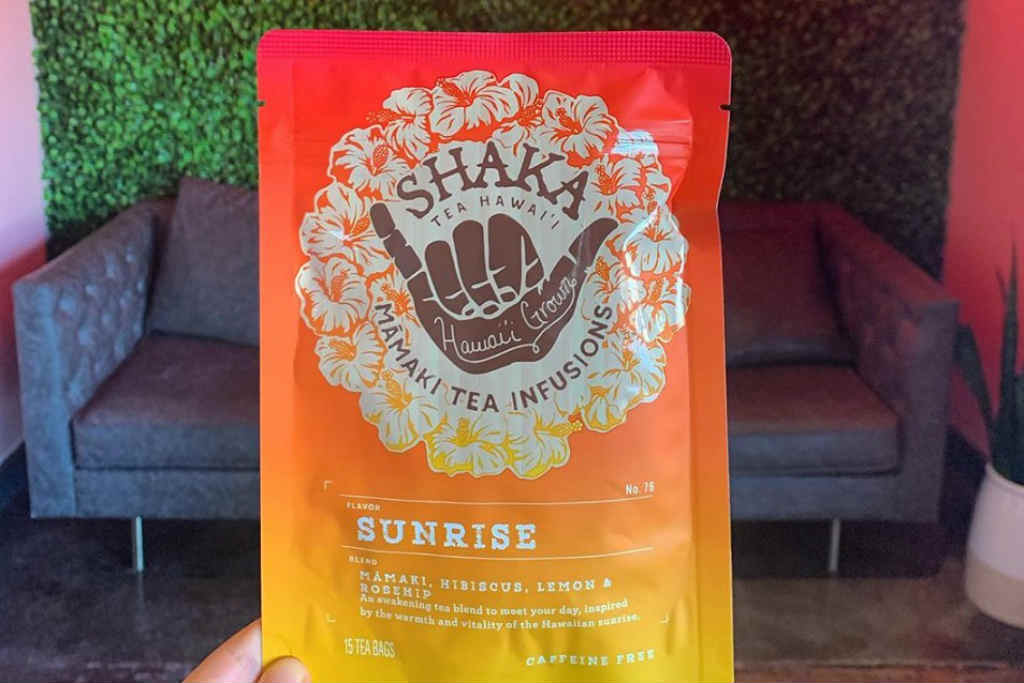 SHAKA
TEA HAWAI'I
Hawai'i Grown
MĀMAKI TEA INFUSIONS
No. 76
FLAVOR
SUNRISE
BLEND
MĀMAKI, HIBISCUS, LEMON &
ROSEHIP
An awakening tea blend to meet your day, inspired
by the warmth and vitality of the Hawaiian sunrise.
15 TEA BAGS
CAFFEINE FREE